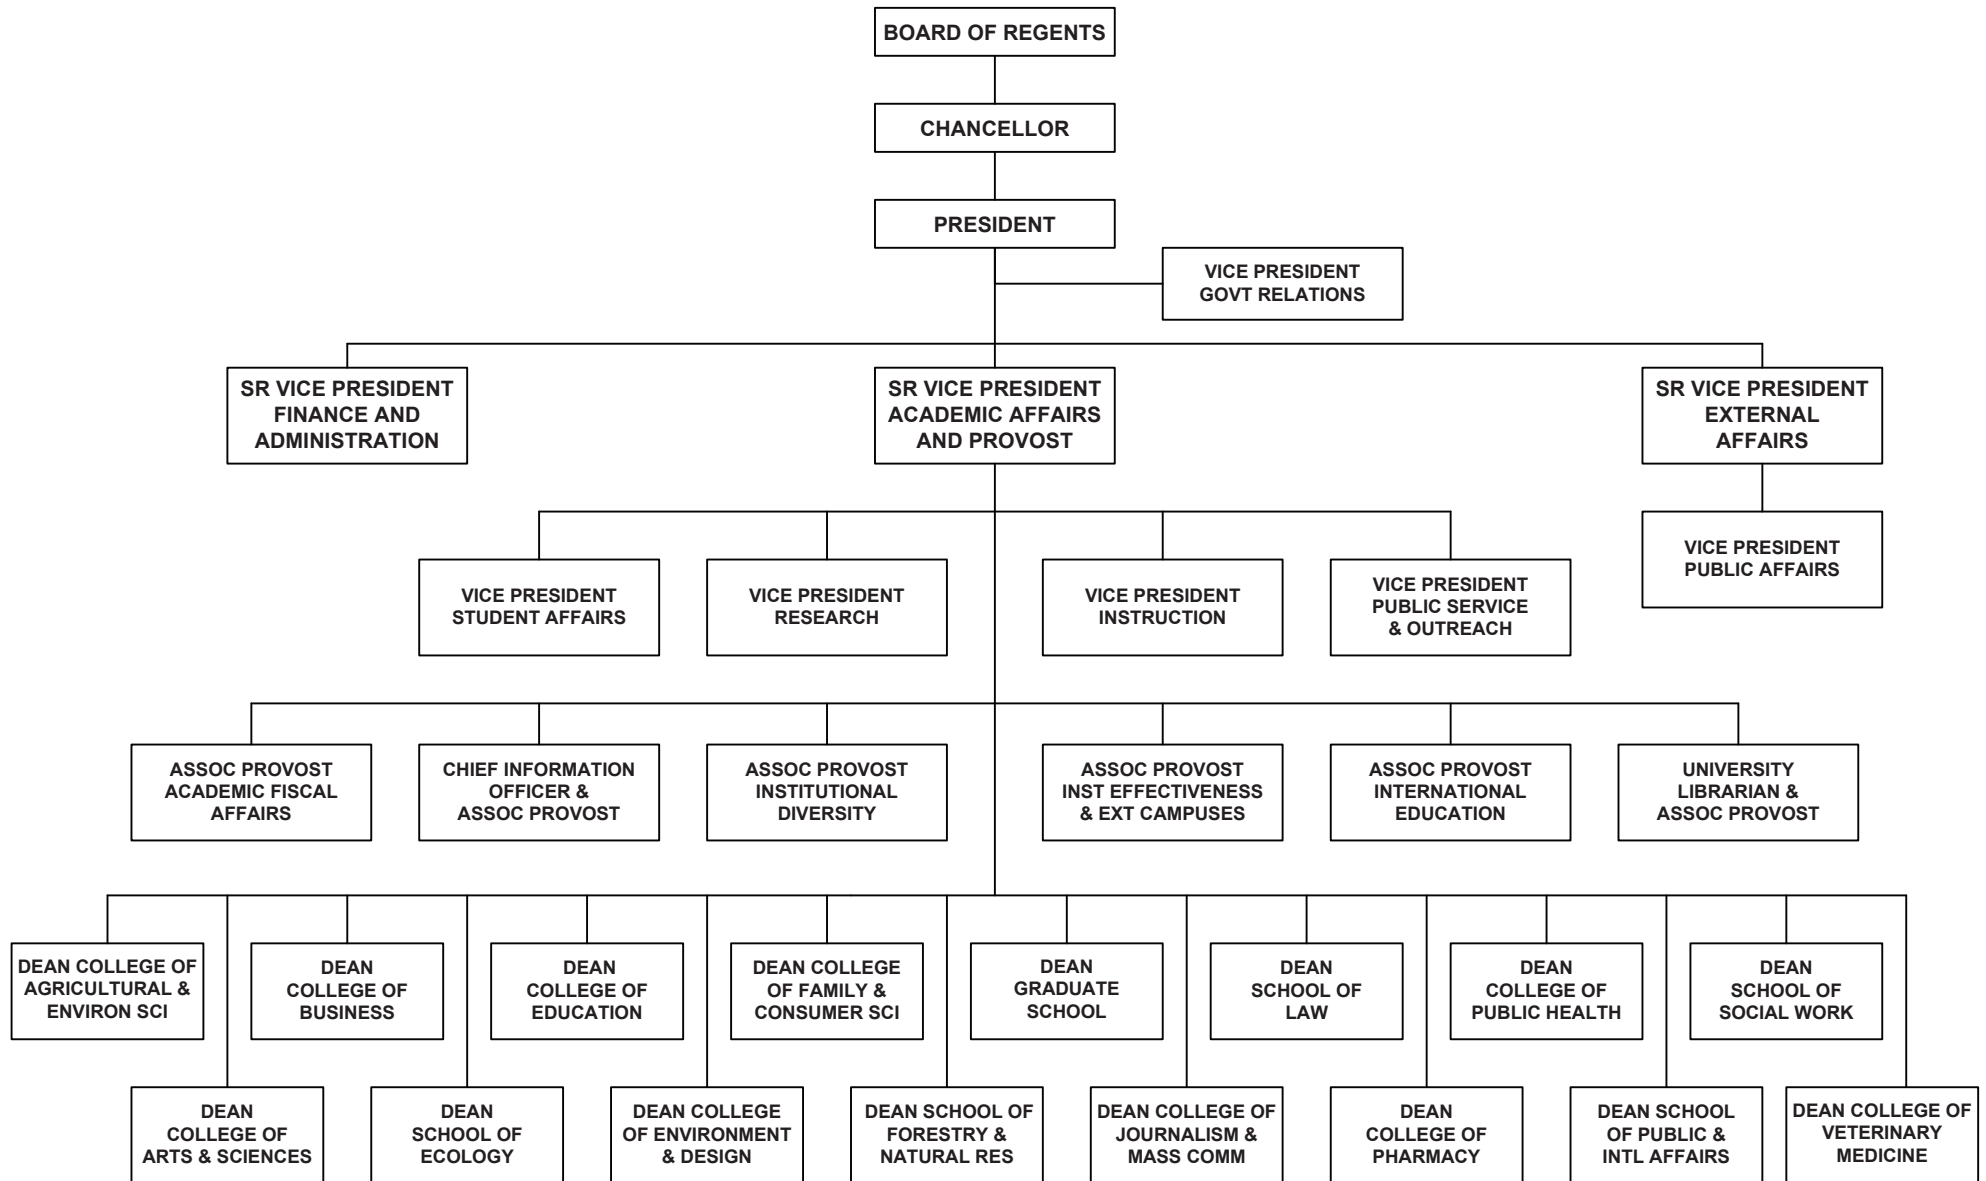 BOARD OF REGENTS
CHANCELLOR
PRESIDENT
VICE PRESIDENT
GOVT RELATIONS
SR VICE PRESIDENT
FINANCE AND
ADMINISTRATION
SR VICE PRESIDENT
ACADEMIC AFFAIRS
AND PROVOST
SR VICE PRESIDENT
EXTERNAL
AFFAIRS
VICE PRESIDENT
STUDENT AFFAIRS
VICE PRESIDENT
RESEARCH
VICE PRESIDENT
INSTRUCTION
VICE PRESIDENT
PUBLIC SERVICE
& OUTREACH
VICE PRESIDENT
PUBLIC AFFAIRS
ASSOC PROVOST
ACADEMIC FISCAL
AFFAIRS
CHIEF INFORMATION
OFFICER &
ASSOC PROVOST
ASSOC PROVOST
INSTITUTIONAL
DIVERSITY
ASSOC PROVOST
INST EFFECTIVENESS
& EXT CAMPUSES
ASSOC PROVOST
INTERNATIONAL
EDUCATION
UNIVERSITY
LIBRARIAN &
ASSOC PROVOST
DEAN COLLEGE OF
AGRICULTURAL &
ENVIRON SCI
DEAN
COLLEGE OF
BUSINESS
DEAN
COLLEGE OF
EDUCATION
DEAN COLLEGE
OF FAMILY &
CONSUMER SCI
DEAN
GRADUATE
SCHOOL
DEAN
SCHOOL OF
LAW
DEAN
COLLEGE OF
PUBLIC HEALTH
DEAN
SCHOOL OF
SOCIAL WORK
DEAN
COLLEGE OF
ARTS & SCIENCES
DEAN
SCHOOL OF
ECOLOGY
DEAN COLLEGE
OF ENVIRONMENT
& DESIGN
DEAN SCHOOL OF
FORESTRY &
NATURAL RES
DEAN COLLEGE OF
JOURNALISM &
MASS COMM
DEAN
COLLEGE OF
PHARMACY
DEAN SCHOOL
OF PUBLIC &
INTL AFFAIRS
DEAN COLLEGE OF
VETERINARY
MEDICINE